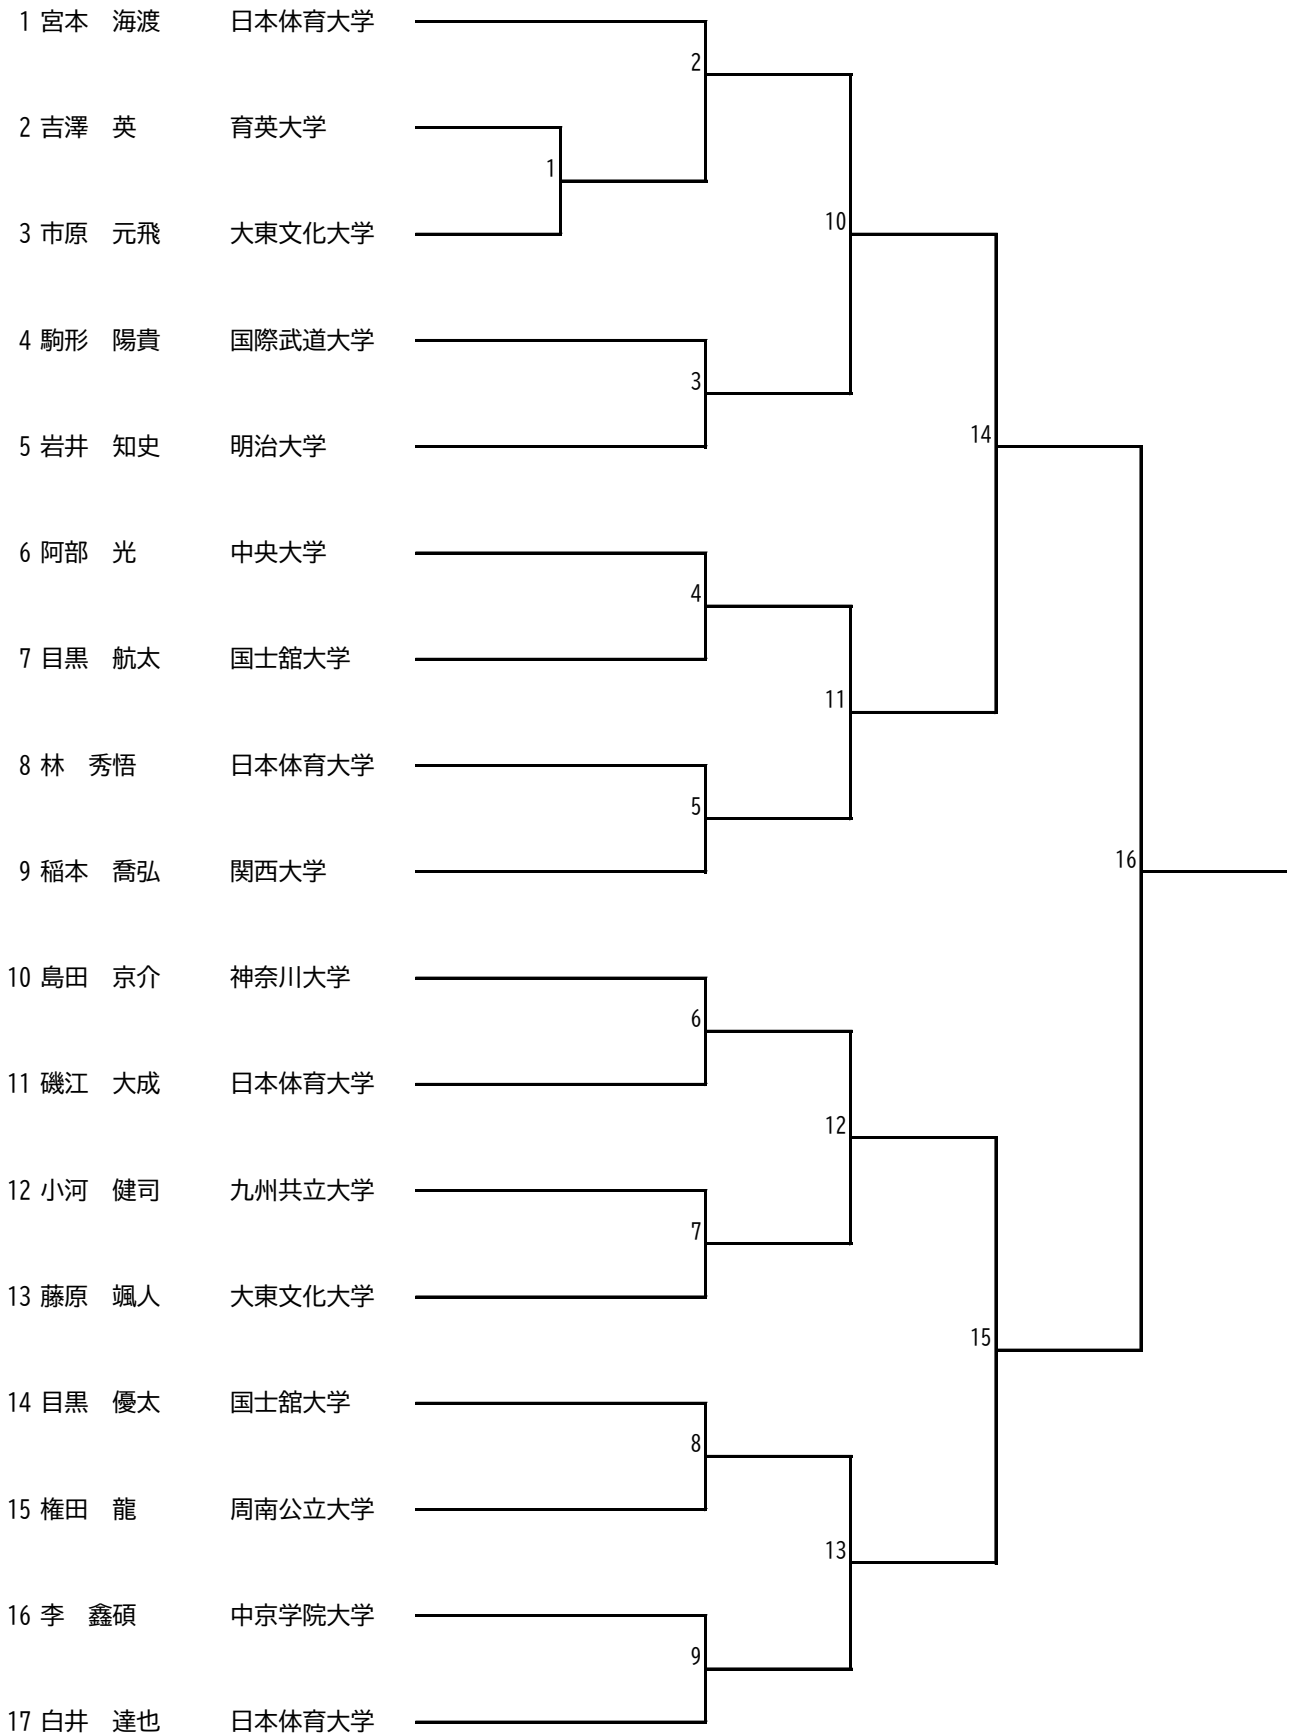 1 宮本　海渡　日本体育大学
2
2 吉澤　英　育英大学
1
10
3 市原　元飛　大東文化大学
4 駒形　陽貴　国際武道大学
3
14
5 岩井　知史　明治大学
6 阿部　光　中央大学
4
7 目黒　航太　国士舘大学
11
8 林　秀悟　日本体育大学
5
16
9 稲本　喬弘　関西大学
10 島田　京介　神奈川大学
6
11 磯江　大成　日本体育大学
12
12 小河　健司　九州共立大学
7
13 藤原　颯人　大東文化大学
15
14 目黒　優太　国士舘大学
8
15 権田　龍　周南公立大学
13
16 李　鑫碩　中京学院大学
9
17 白井　達也　日本体育大学